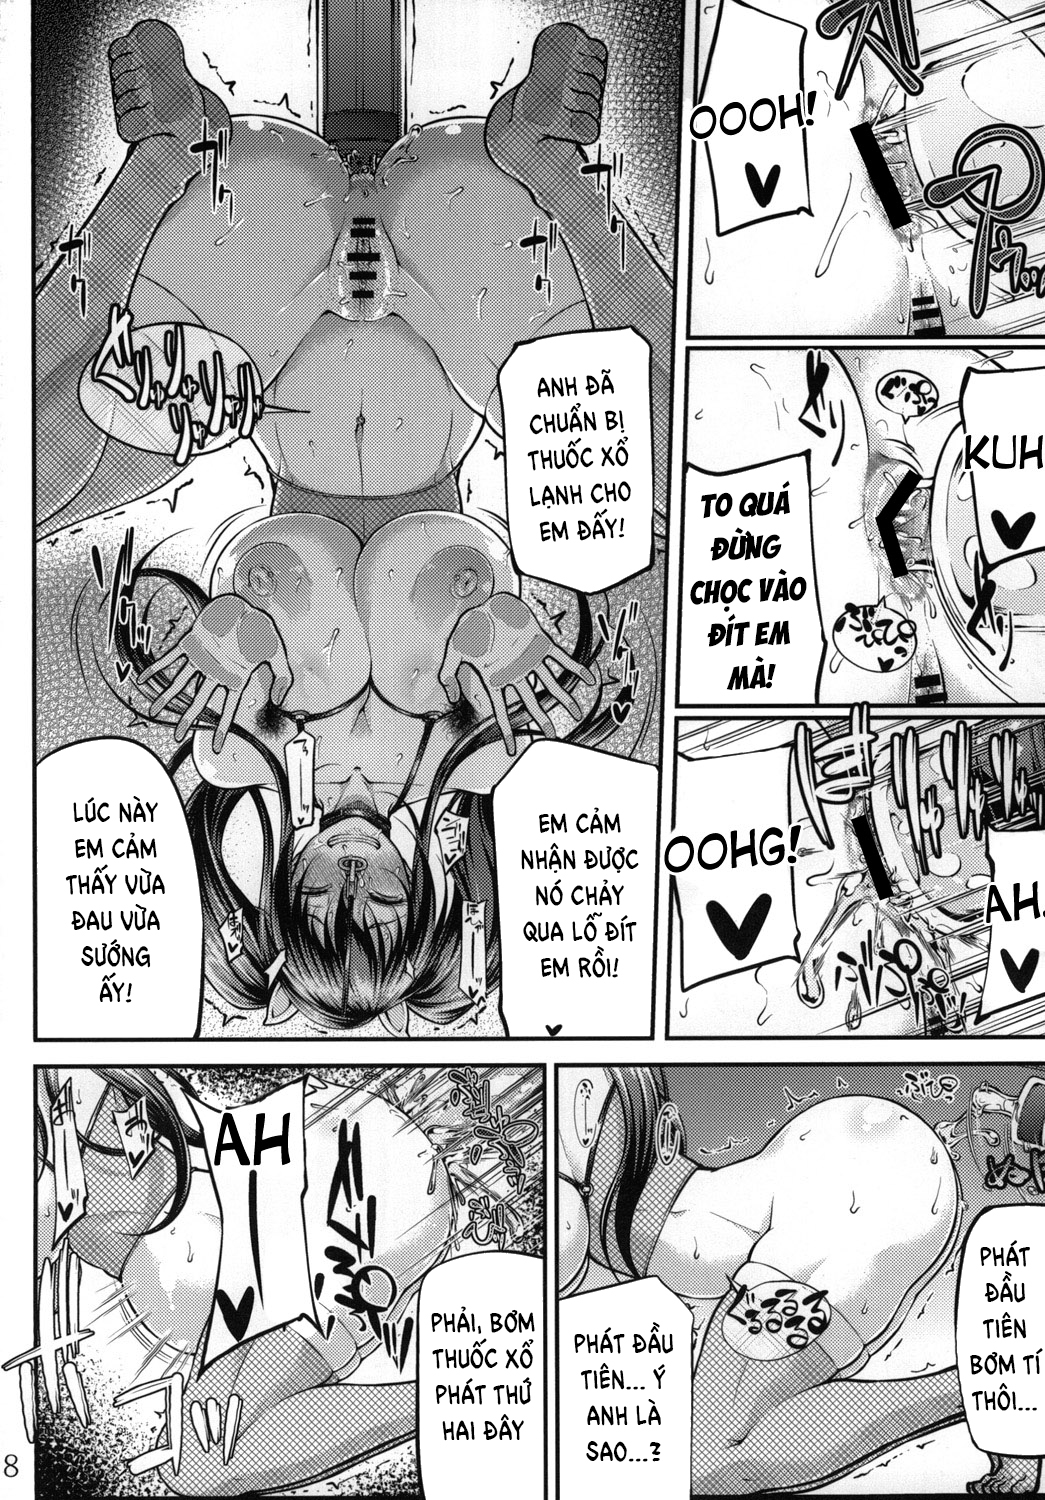 OOOH!
KUH
TO QUÁ
ĐỪNG
CHỌC VÀO
ĐÍT EM
MÀ!
OOHG!
AH
ANH ĐÃ
CHUẨN BỊ
THUỐC XỔ
LẠNH CHO
EM ĐẤY!
EM CẢM
NHẬN ĐƯỢC
NÓ CHẢY
QUA LỖ ĐÍT
EM RỒI!
LÚC NÀY
EM CẢM
THẤY VỪA
ĐAU VỪA
SƯỚNG
ẤY!
PHÁT
ĐẦU
TIÊN
BƠM TÍ
THÔI...
PHÁT ĐẦU
TIÊN... Ý
ANH LÀ
SAO...?
PHẢI, BƠM
THUỐC XỔ
PHÁT THỨ
HAI ĐÂY
AH
8